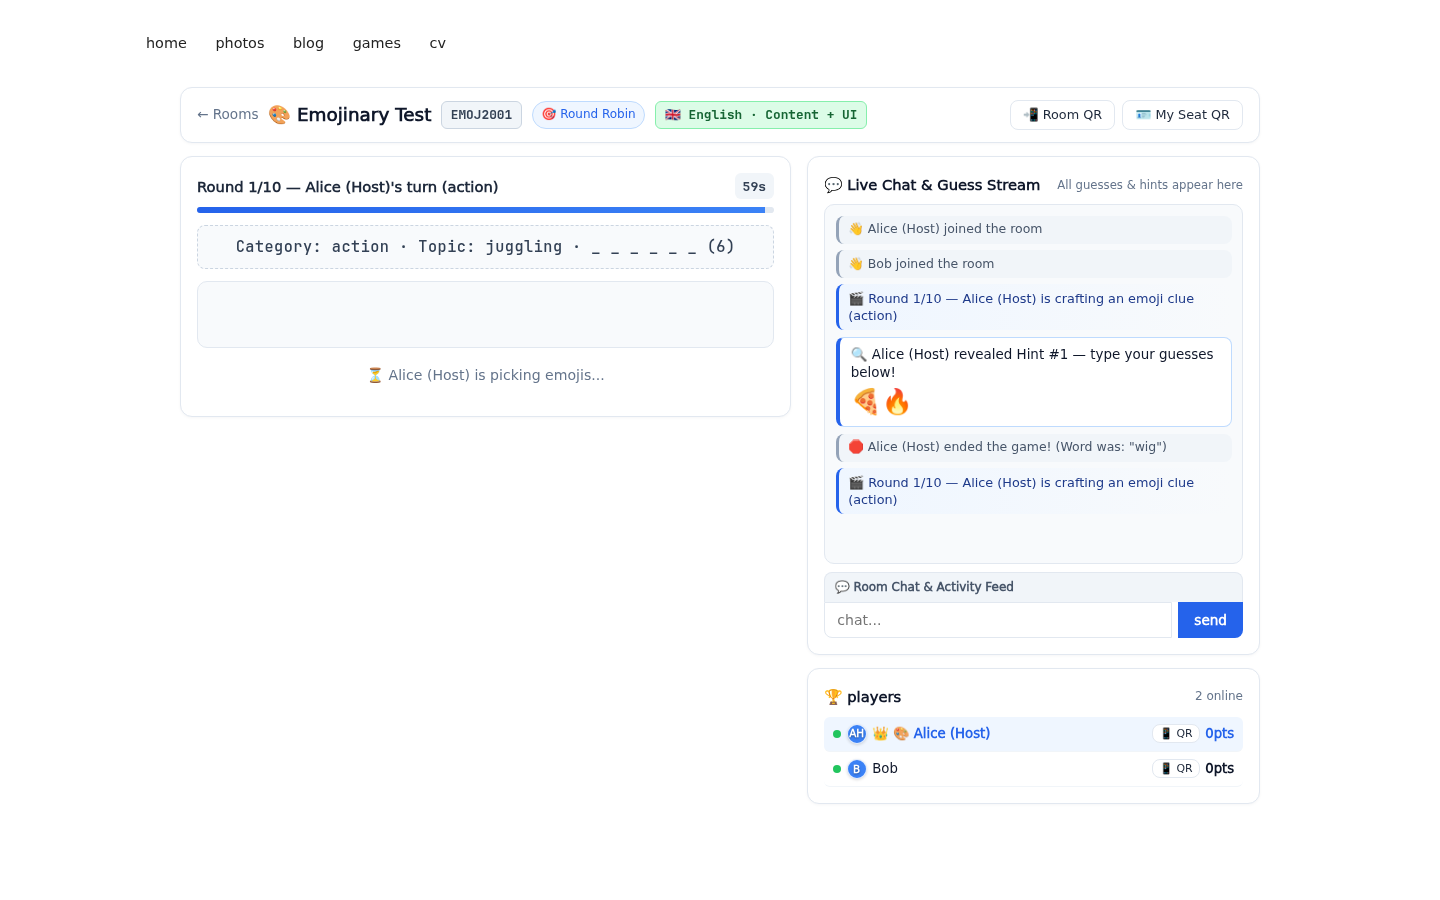 home photos blog games cv
← Rooms 🎨 Emojinary Test EMOJ2001 🎯 Round Robin 🇬🇧 English · Content + UI 📲 Room QR 🪪 My Seat QR
Round 1/10 — Alice (Host)'s turn (action) 59s
Category: action · Topic: juggling · _ _ _ _ _ _ (6)
⏳ Alice (Host) is picking emojis...
💬 Live Chat & Guess Stream All guesses & hints appear here
👋 Alice (Host) joined the room
👋 Bob joined the room
🎬 Round 1/10 — Alice (Host) is crafting an emoji clue
(action)
🔍 Alice (Host) revealed Hint #1 — type your guesses
below!
🍕🔥
🛑 Alice (Host) ended the game! (Word was: "wig")
🎬 Round 1/10 — Alice (Host) is crafting an emoji clue
(action)
💬 Room Chat & Activity Feed
chat... send
🏆 players 2 online
AH 👑 🎨 Alice (Host) 📱 QR 0pts
B Bob 📱 QR 0pts